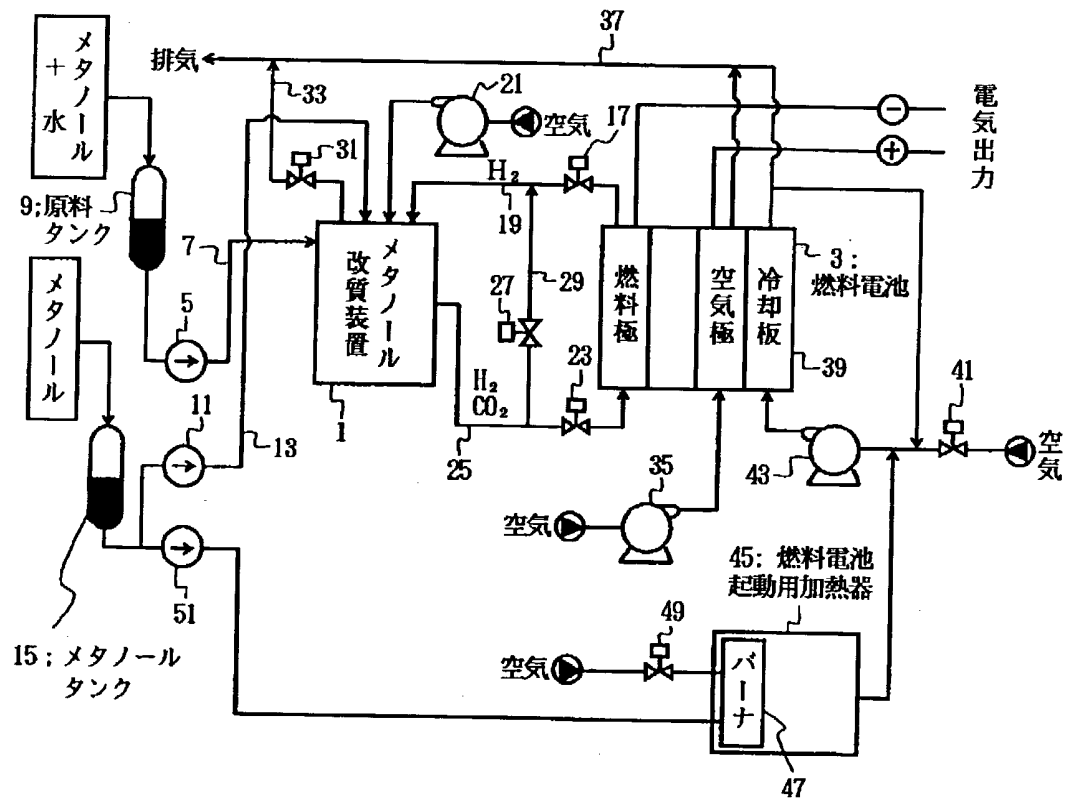 37
メタノール
+水
排気
33
21
空気
17
電気出力
−
+
31
H₂
19
9;原料
タンク
7
メタノール
改質装置
27
29
燃料極
空気極
冷却板
3:
燃料電池
メタノール
5
23
39
41
H₂
CO₂
1
11
13
25
43
空気
35
空気
45: 燃料電池
起動用加熱器
51
49
空気
バーナ
15;メタノール
タンク
47